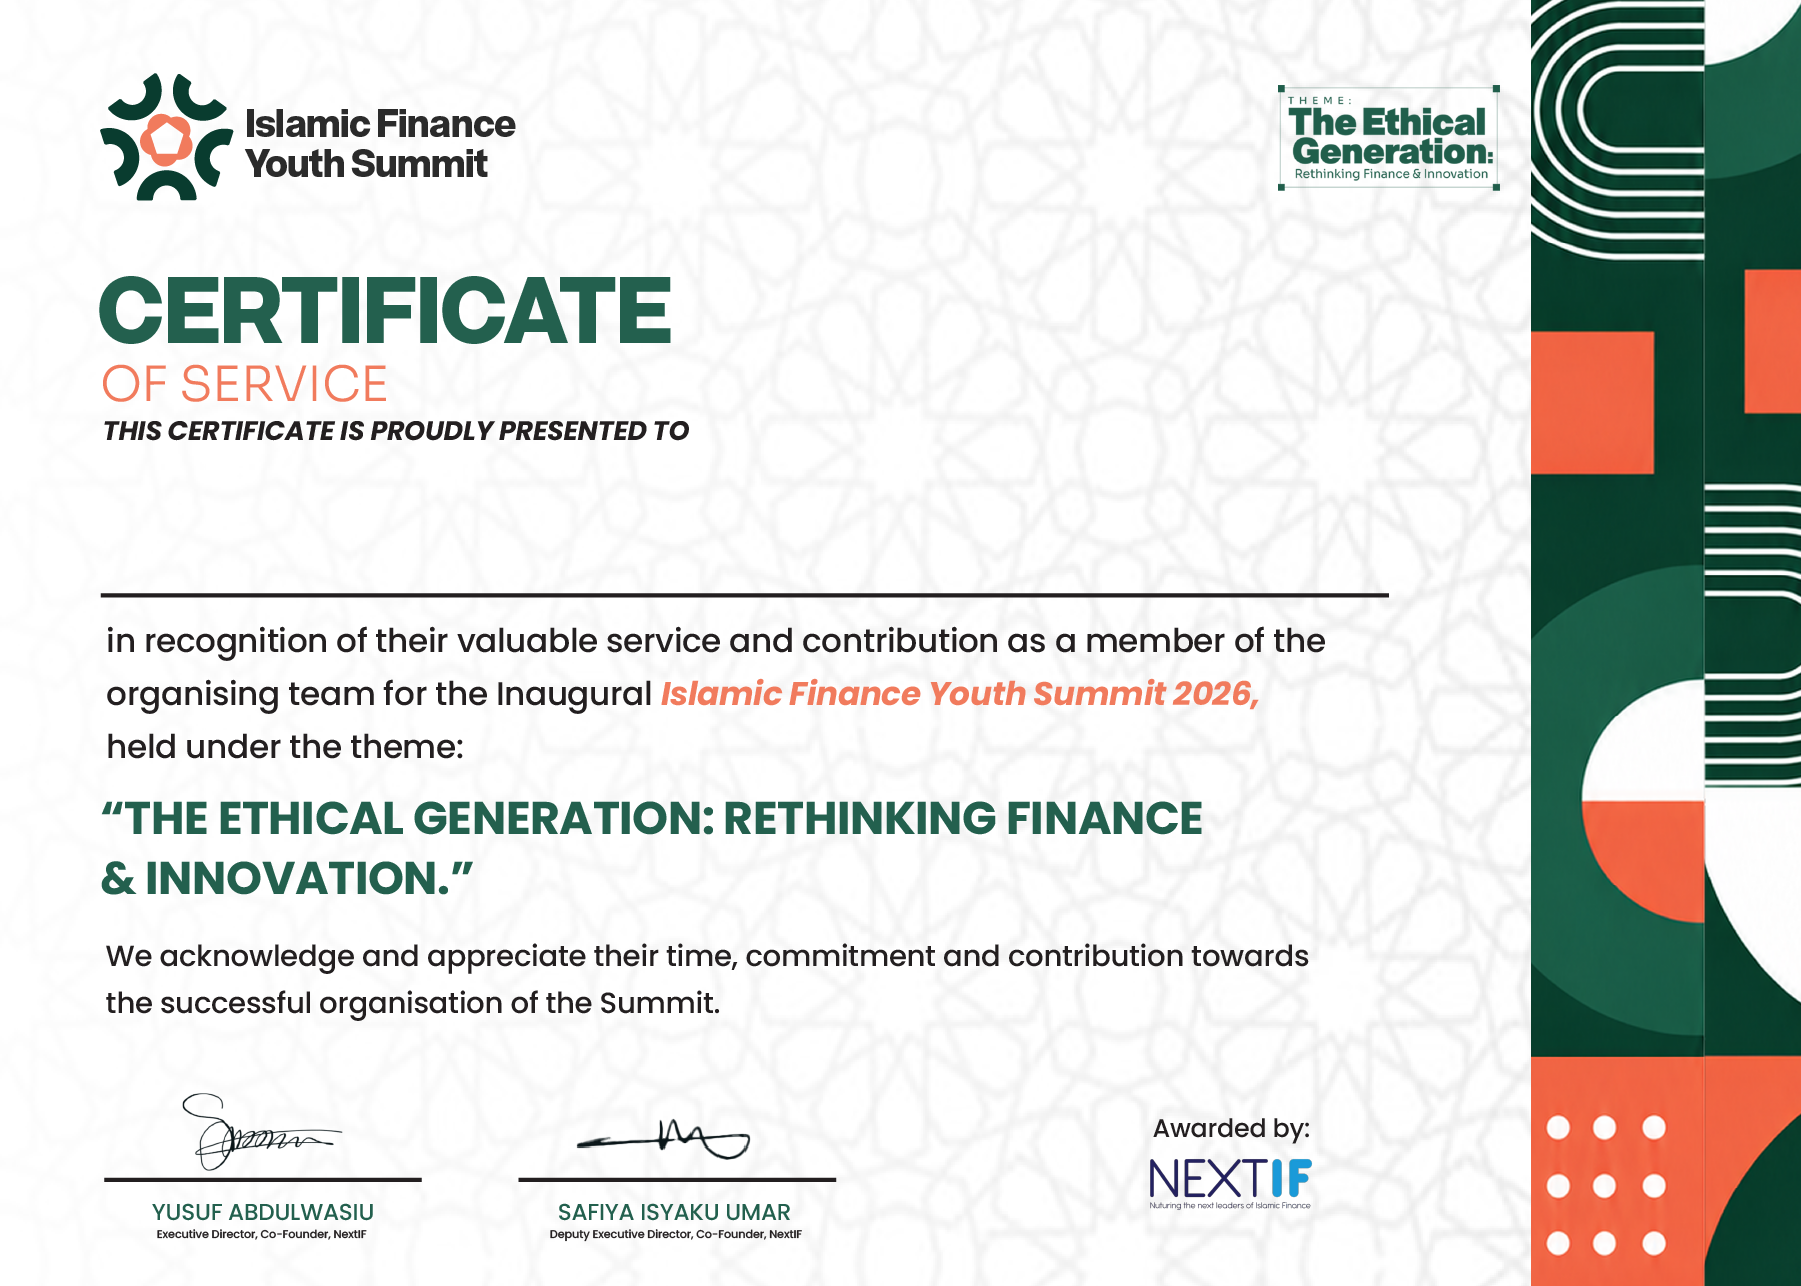 Islamic Finance
Youth Summit
THEME:
The Ethical
Generation:
Rethinking Finance & Innovation
CERTIFICATE
OF SERVICE
THIS CERTIFICATE IS PROUDLY PRESENTED TO
in recognition of their valuable service and contribution as a member of the
organising team for the Inaugural Islamic Finance Youth Summit 2026,
held under the theme:
“THE ETHICAL GENERATION: RETHINKING FINANCE
& INNOVATION.”
We acknowledge and appreciate their time, commitment and contribution towards
the successful organisation of the Summit.
YUSUF ABDULWASIU
Executive Director, Co-Founder, NextIF
SAFIYA ISYAKU UMAR
Deputy Executive Director, Co-Founder, NextIF
Awarded by:
NEXTIF
Nuturing the next leaders of Islamic Finance